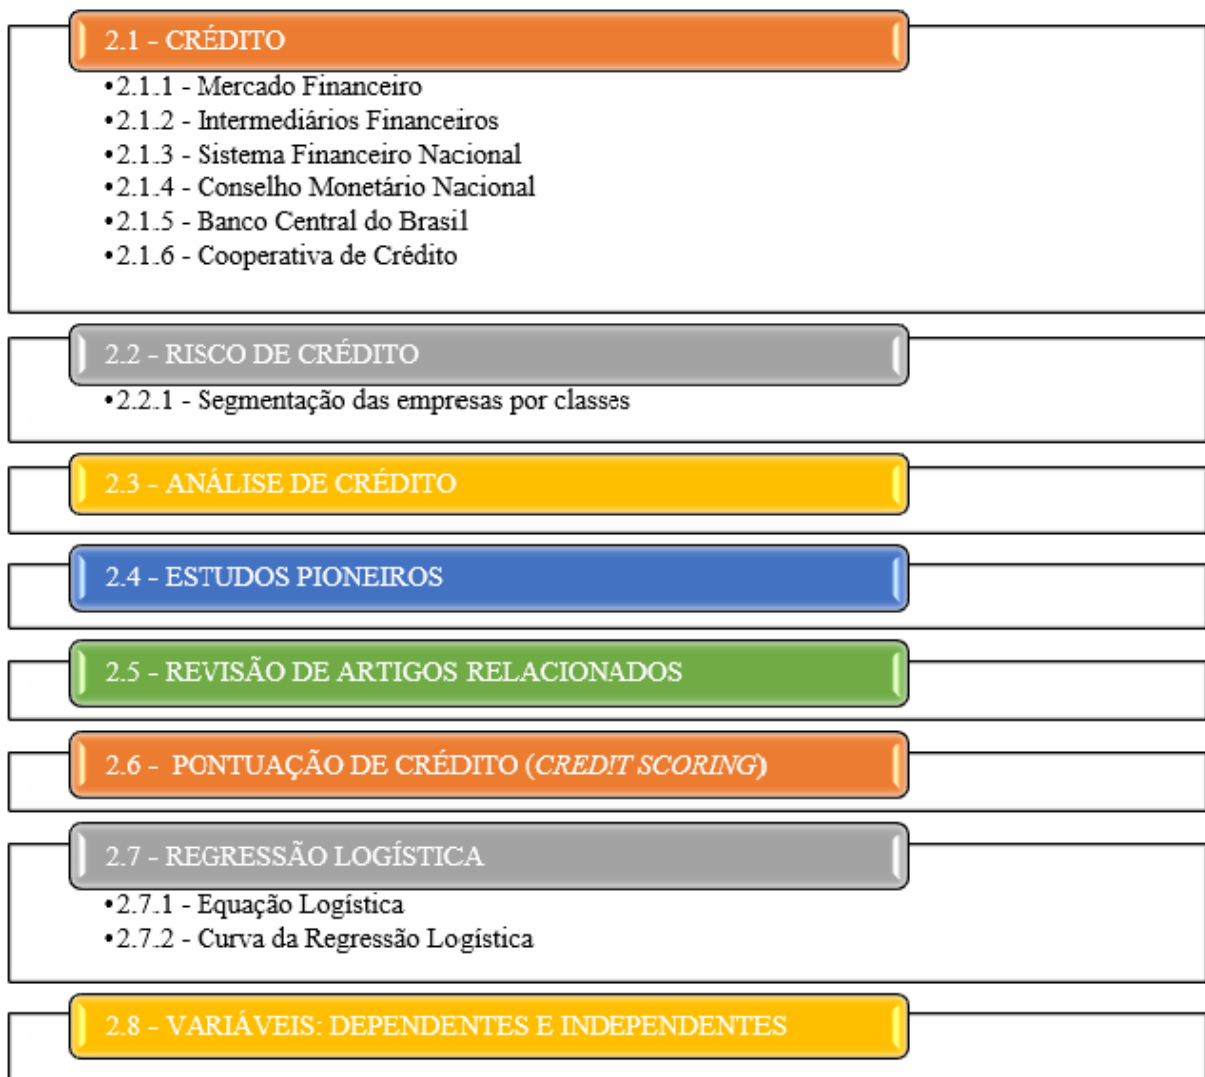 2.1 - CRÉDITO
•2.1.1 - Mercado Financeiro
•2.1.2 - Intermediários Financeiros
•2.1.3 - Sistema Financeiro Nacional
•2.1.4 - Conselho Monetário Nacional
•2.1.5 - Banco Central do Brasil
•2.1.6 - Cooperativa de Crédito
2.2 - RISCO DE CRÉDITO
•2.2.1 - Segmentação das empresas por classes
2.3 - ANÁLISE DE CRÉDITO
2.4 - ESTUDOS PIONEIROS
2.5 - REVISÃO DE ARTIGOS RELACIONADOS
2.6 - PONTUAÇÃO DE CRÉDITO (CREDIT SCORING)
2.7 - REGRESSÃO LOGÍSTICA
•2.7.1 - Equação Logística
•2.7.2 - Curva da Regressão Logística
2.8 - VARIÁVEIS: DEPENDENTES E INDEPENDENTES